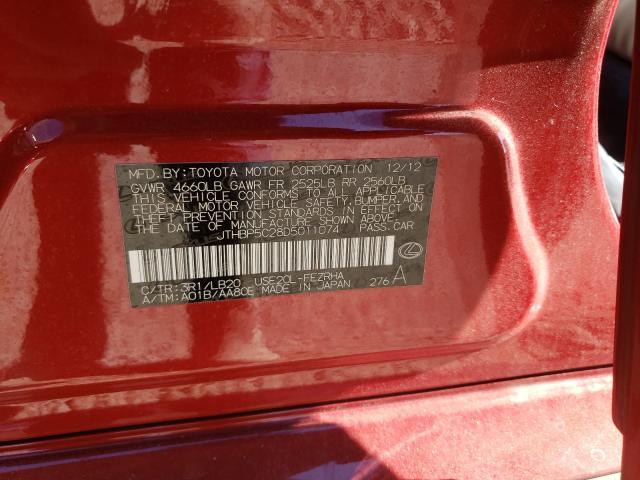 MFD. BY: TOYOTA MOTOR CORPORATION 12/12
GVWR 4660LB GAWR FR 2525LB RR 2560LB
THIS VEHICLE CONFORMS TO ALL APPLICABLE
FEDERAL MOTOR VEHICLE SAFETY, BUMPER, AND
THEFT PREVENTION STANDARDS IN EFFECT ON
THE DATE OF MANUFACTURE SHOWN ABOVE.
JTHBP5C28D5011074 PASS.CAR
C/TR: 3R1/LB20 USE20L-FEZRHA
A/TM: A01B/AA80E MADE IN JAPAN 276 A